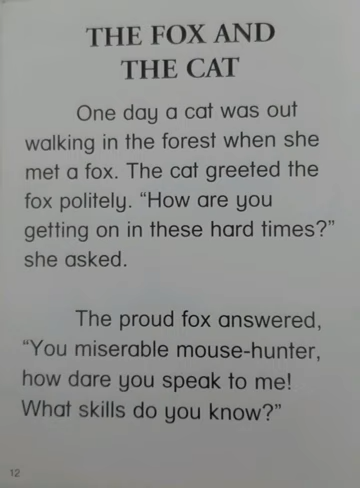 THE FOX AND
THE CAT
One day a cat was out
walking in the forest when she
met a fox. The cat greeted the
fox politely. “How are you
getting on in these hard times?”
she asked.
The proud fox answered,
“You miserable mouse-hunter,
how dare you speak to me!
What skills do you know?”
12